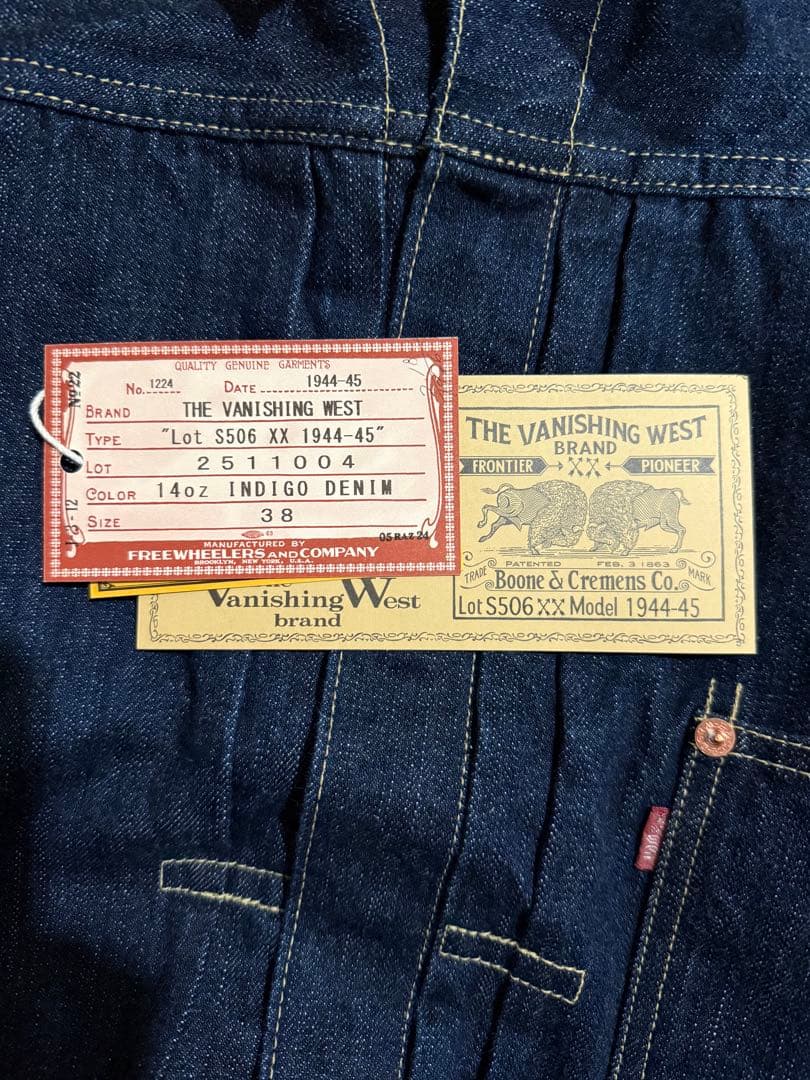 QUALITY GENUINE GARMENTS
No. 1224 DATE 1944-45
BRAND THE VANISHING WEST
TYPE "Lot S506 XX 1944-45"
LOT 2511004
COLOR 14oz INDIGO DENIM
SIZE 38
MANUFACTURED BY 05 RAZ 24
FREEWHEELERS AND COMPANY
BROOKLYN, NEW YORK, U.S.A.
No 22
THE VANISHING WEST
BRAND
FRONTIER XX PIONEER
PATENTED FEB. 3 1863
TRADE Boone & Cremens Co. MARK
Lot S506 XX Model 1944-45
The
Vanishing West
brand